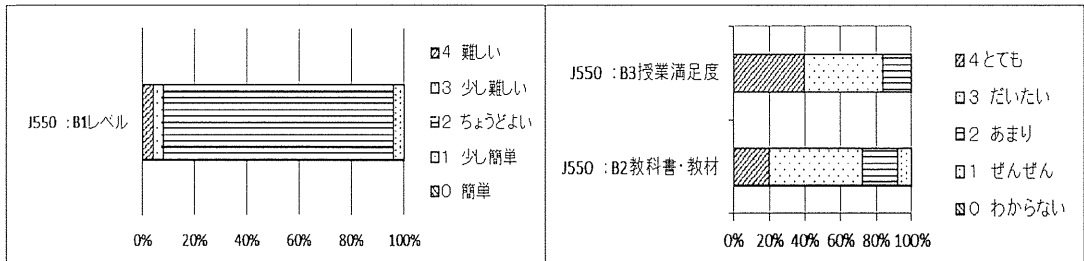 J550 :B1レベル
0% 20% 40% 60% 80% 100%
4 難しい
3 少し難しい
2 ちょうどよい
1 少し簡単
0 簡単
J550 :B3授業満足度
J550 :B2教科書・教材
0% 20% 40% 60% 80% 100%
4とても
3 だいたい
2 あまり
1 ぜんぜん
0 わからない